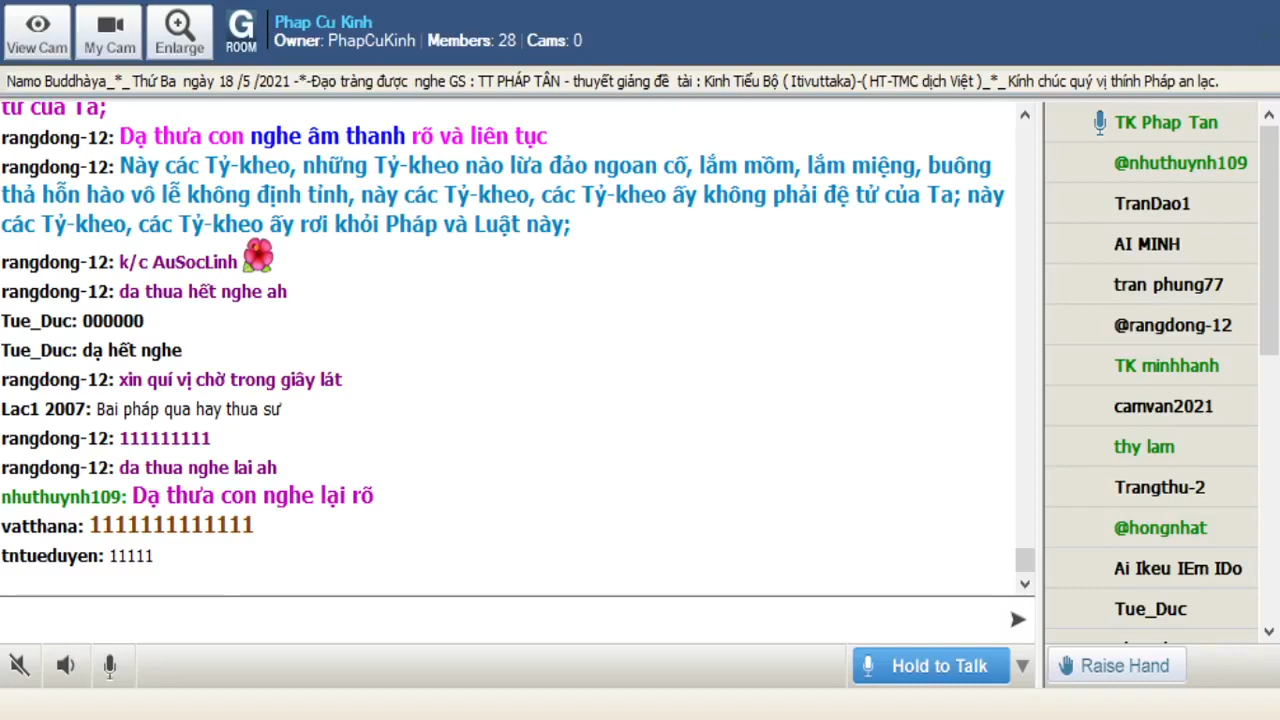 Phap Cu Kinh
Owner: PhapCuKinh | Members: 28 | Cams: 0
View Cam
My Cam
Enlarge
G
ROOM
Namo Buddhàya_*_ Thứ Ba ngày 18 /5 /2021 -*-Đạo tràng được nghe GS : TT PHÁP TÂN - thuyết giảng đề tài : Kinh Tiểu Bộ ( Itivuttaka)-( HT-TMC dịch Việt )_*_Kính chúc quý vị thính Pháp an lạc.
tử của Ta;
rangdong-12: Dạ thưa con nghe âm thanh rõ và liên tục
rangdong-12: Này các Tỷ-kheo, những Tỷ-kheo nào lừa đảo ngoan cố, lắm mồm, lắm miệng, buông
thả hỗn hào vô lễ không định tỉnh, này các Tỷ-kheo, các Tỷ-kheo ấy không phải đệ tử của Ta; này
các Tỷ-kheo, các Tỷ-kheo ấy rơi khỏi Pháp và Luật này;
rangdong-12: k/c AuSocLinh
rangdong-12: da thua hết nghe ah
Tue_Duc: 000000
Tue_Duc: dạ hết nghe
rangdong-12: xin quí vị chờ trong giây lát
Lac1 2007: Bai pháp qua hay thua sư
rangdong-12: 111111111
rangdong-12: da thua nghe lai ah
nhuthuynh109: Dạ thưa con nghe lại rõ
vatthana: 1111111111111
tntueduyen: 11111
TK Phap Tan
@nhuthuynh109
TranDao1
AI MINH
tran phung77
@rangdong-12
TK minhhanh
camvan2021
thy lam
Trangthu-2
@hongnhat
Ai Ikeu IEm IDo
Tue_Duc
Hold to Talk
Raise Hand